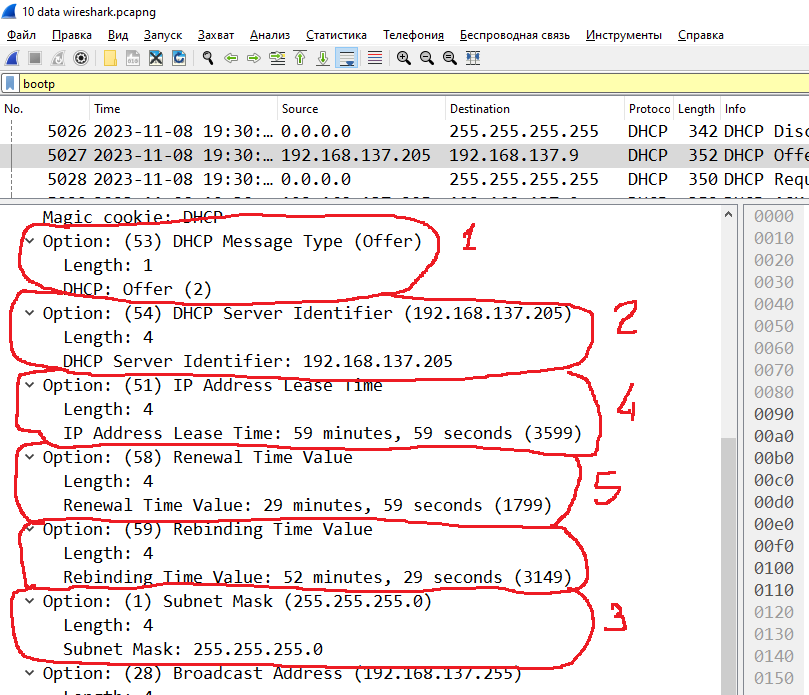 10 data wireshark.pcapng
Файл Правка Вид Запуск Захват Анализ Статистика Телефония Беспроводная связь Инструменты Справка
bootp
No. Time Source Destination Protoco Length Info
5026 2023-11-08 19:30:… 0.0.0.0 255.255.255.255 DHCP 342 DHCP Disc
5027 2023-11-08 19:30:… 192.168.137.205 192.168.137.9 DHCP 352 DHCP Offe
5028 2023-11-08 19:30:… 0.0.0.0 255.255.255.255 DHCP 350 DHCP Requ
Magic cookie: DHCP
Option: (53) DHCP Message Type (Offer)
1
Length: 1
DHCP: Offer (2)
Option: (54) DHCP Server Identifier (192.168.137.205)
2
Length: 4
DHCP Server Identifier: 192.168.137.205
Option: (51) IP Address Lease Time
4
Length: 4
IP Address Lease Time: 59 minutes, 59 seconds (3599)
Option: (58) Renewal Time Value
5
Length: 4
Renewal Time Value: 29 minutes, 59 seconds (1799)
Option: (59) Rebinding Time Value
Length: 4
Rebinding Time Value: 52 minutes, 29 seconds (3149)
Option: (1) Subnet Mask (255.255.255.0)
3
Length: 4
Subnet Mask: 255.255.255.0
Option: (28) Broadcast Address (192.168.137.255)
0000
0010
0020
0030
0040
0050
0060
0070
0080
0090
00a0
00b0
00c0
00d0
00e0
00f0
0100
0110
0120
0130
0140
0150